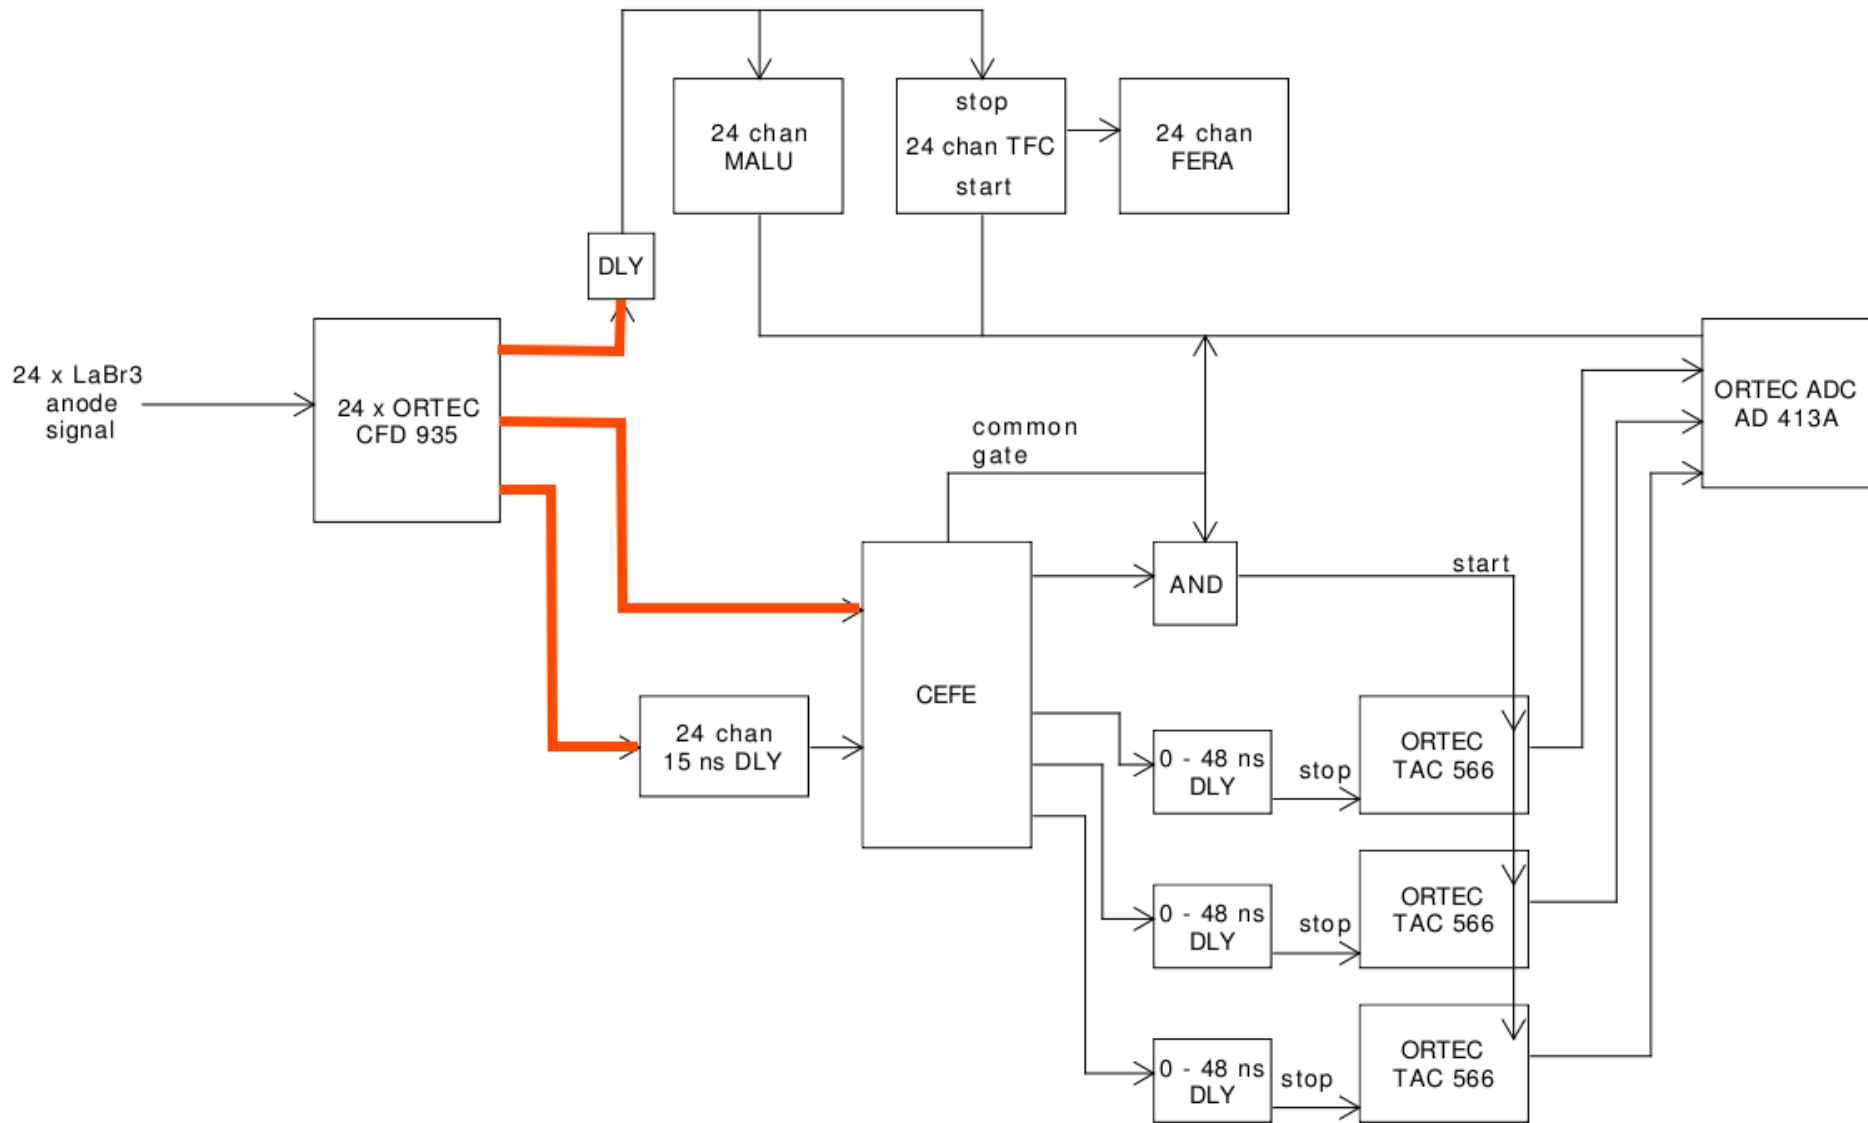 stop
24 chan
MALU
24 chan TFC
start
24 chan
FERA
DLY
24 x LaBr3
anode
signal
24 x ORTEC
CFD 935
ORTEC ADC
AD 413A
common
gate
AND
start
CEFE
24 chan
15 ns DLY
0 - 48 ns
DLY
stop
ORTEC
TAC 566
0 - 48 ns
DLY
stop
ORTEC
TAC 566
0 - 48 ns
DLY
stop
ORTEC
TAC 566